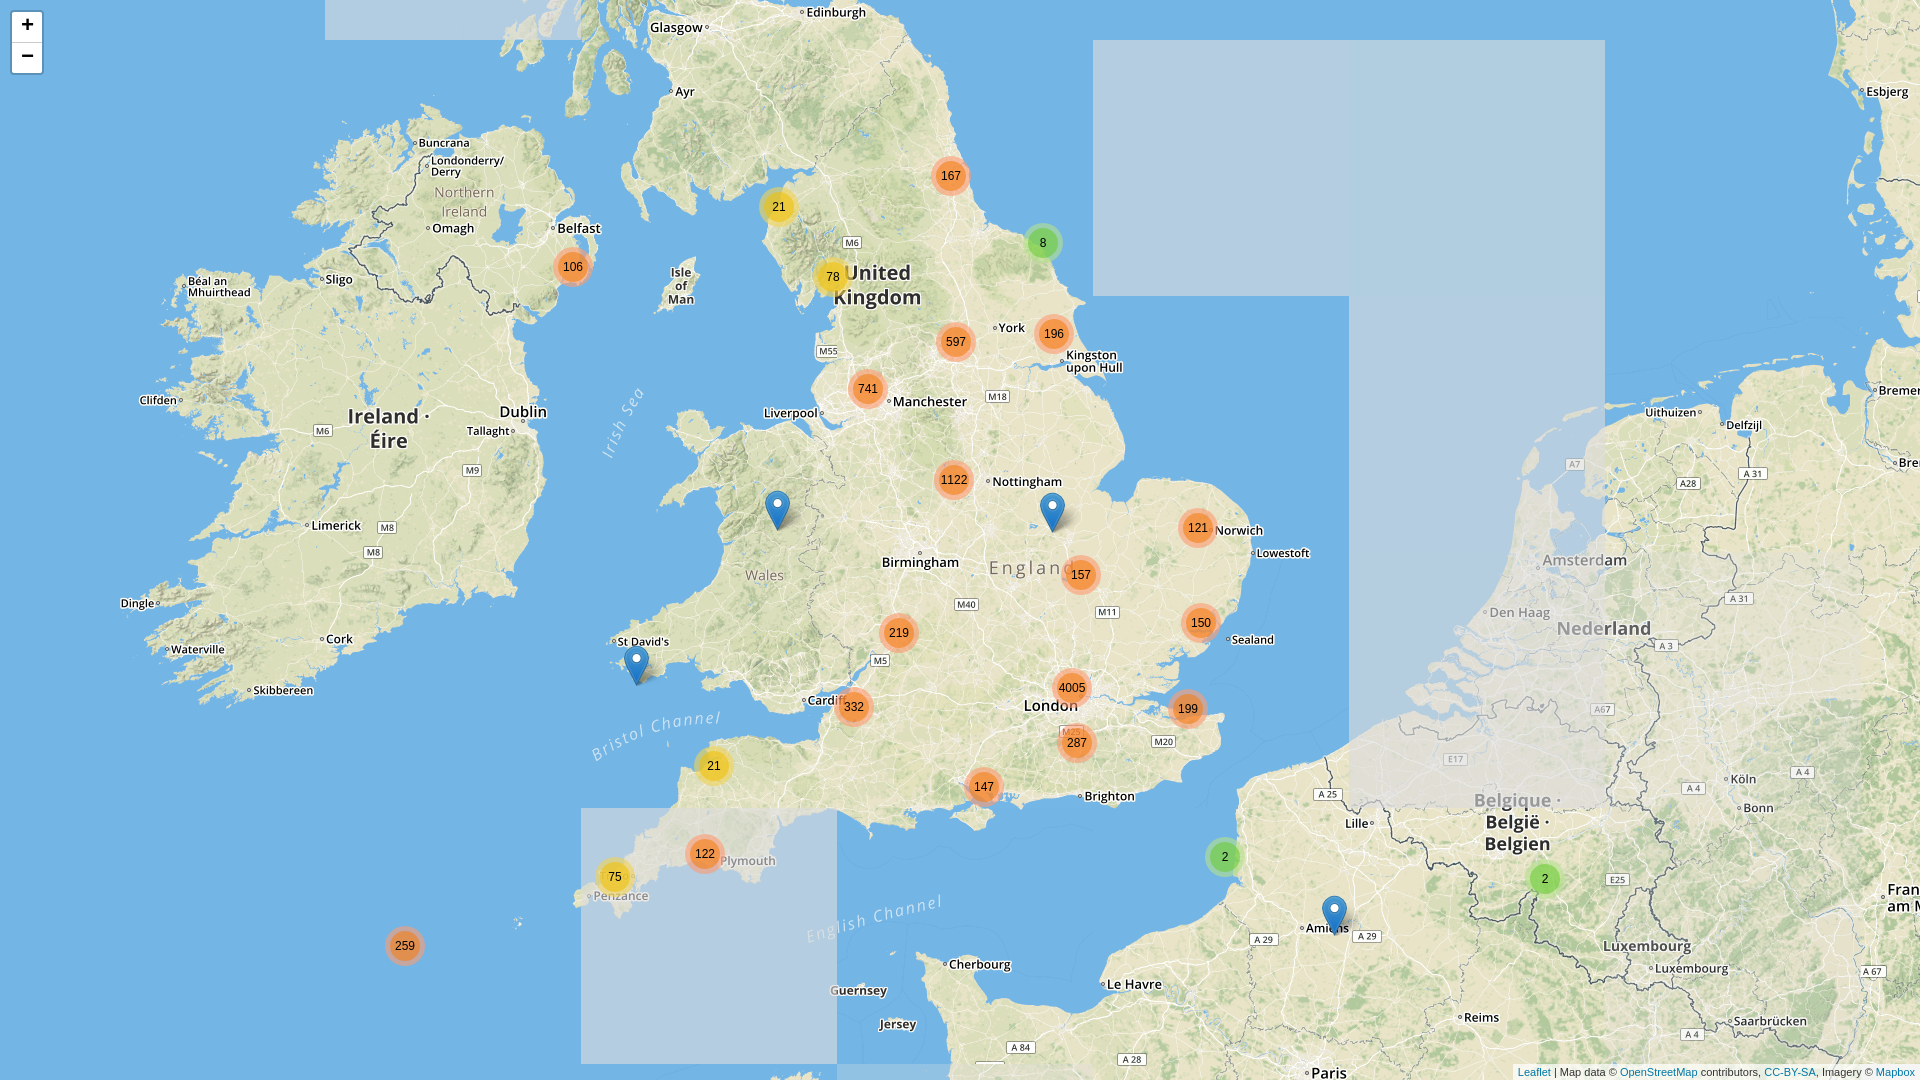 +
−
Edinburgh
Glasgow
Ayr
Esbjerg
Buncrana
Londonderry/
Derry
Northern
Ireland
Omagh
Belfast
167
21
8
M6
106
Isle
of
Man
78
United
Kingdom
Sligo
Béal an
Mhuirthead
597
York
196
M55
Kingston
upon Hull
741
Manchester
M18
Liverpool
Clifden
Ireland ·
Éire
Dublin
Tallaght
M6
M9
Irish Sea
Uithuizen
Delfzijl
A7
A 31
A28
1122
Nottingham
Limerick
M8
M8
121
Norwich
Lowestoft
Birmingham
England
157
Wales
Amsterdam
Den Haag
Nederland
A 31
A 3
M40
M11
Dingle
Cork
Waterville
Skibbereen
St David's
219
M5
150
Sealand
Cardiff
332
4005
London
199
M25
287
M20
A67
E17
Bristol Channel
21
147
Brighton
A 25
Lille
Belgique ·
België ·
Belgien
Köln
A 4
A 4
Bonn
122
Plymouth
75
Penzance
2
2
E25
259
English Channel
Amiens
A 29
A 29
Luxembourg
Luxembourg
A 67
Cherbourg
Guernsey
Le Havre
Jersey
Reims
Saarbrücken
A 84
A 28
A 4
Paris
Leaflet | Map data © OpenStreetMap contributors, CC-BY-SA, Imagery © Mapbox